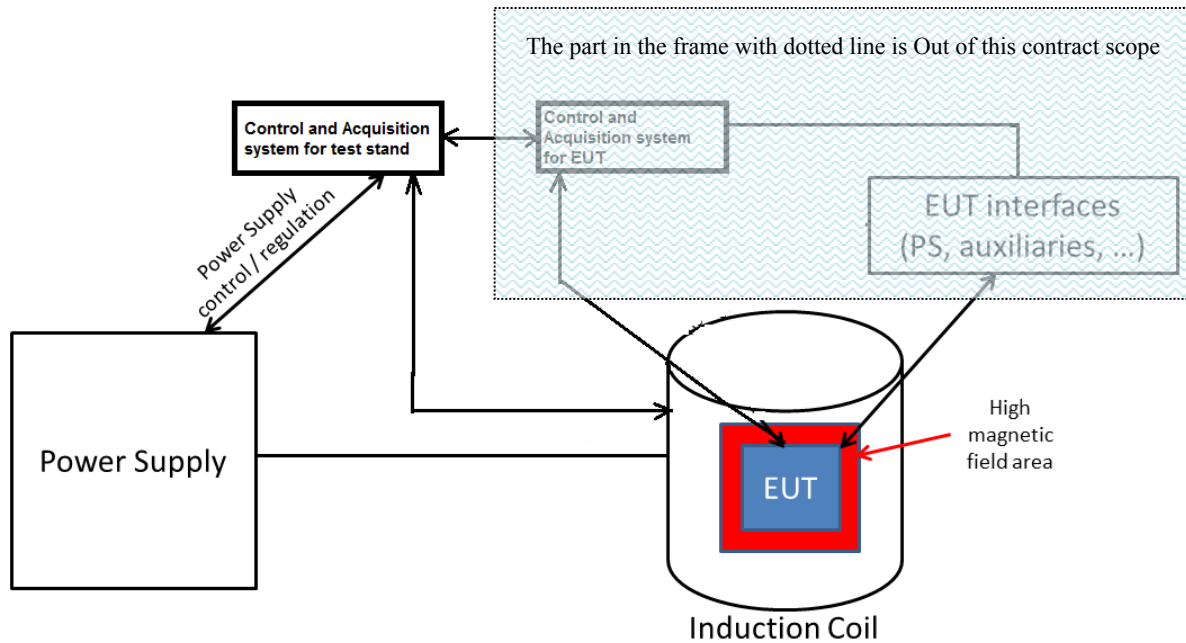 The part in the frame with dotted line is Out of this contract scope
Control and Acquisition
system for test stand
Control and
Acquisition system
for EUT
Power Supply
control / regulation
EUT interfaces
(PS, auxiliaries, ...)
Power Supply
EUT
High
magnetic
field area
Induction Coil